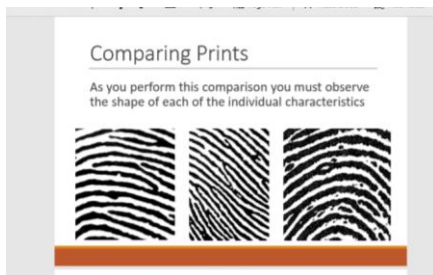 Comparing Prints
As you perform this comparison you must observe
the shape of each of the individual characteristics